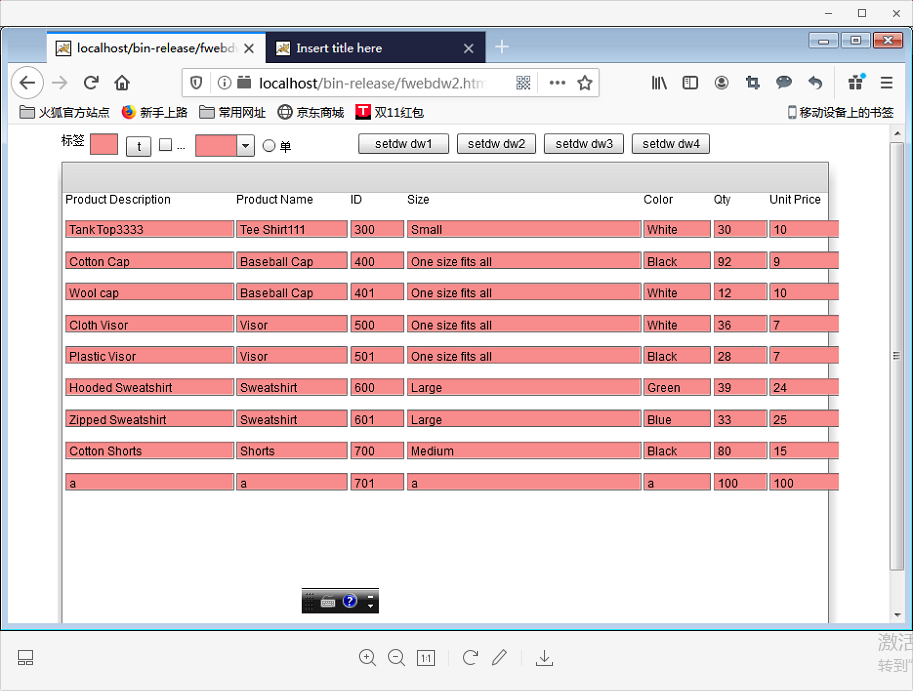 localhost/bin-release/fwebd
Insert title here
localhost/bin-release/fwebdw2.htm
火狐官方站点 新手上路 常用网址 京东商城 T 双11红包 移动设备上的书签
标签 t ... 单 setdw dw1 setdw dw2 setdw dw3 setdw dw4
Product Description Product Name ID Size Color Qty Unit Price
Tank Top3333 Tee Shirt111 300 Small White 30 10
Cotton Cap Baseball Cap 400 One size fits all Black 92 9
Wool cap Baseball Cap 401 One size fits all White 12 10
Cloth Visor Visor 500 One size fits all White 36 7
Plastic Visor Visor 501 One size fits all Black 28 7
Hooded Sweatshirt Sweatshirt 600 Large Green 39 24
Zipped Sweatshirt Sweatshirt 601 Large Blue 33 25
Cotton Shorts Shorts 700 Medium Black 80 15
a a 701 a a 100 100
?
1:1
激活
转到"